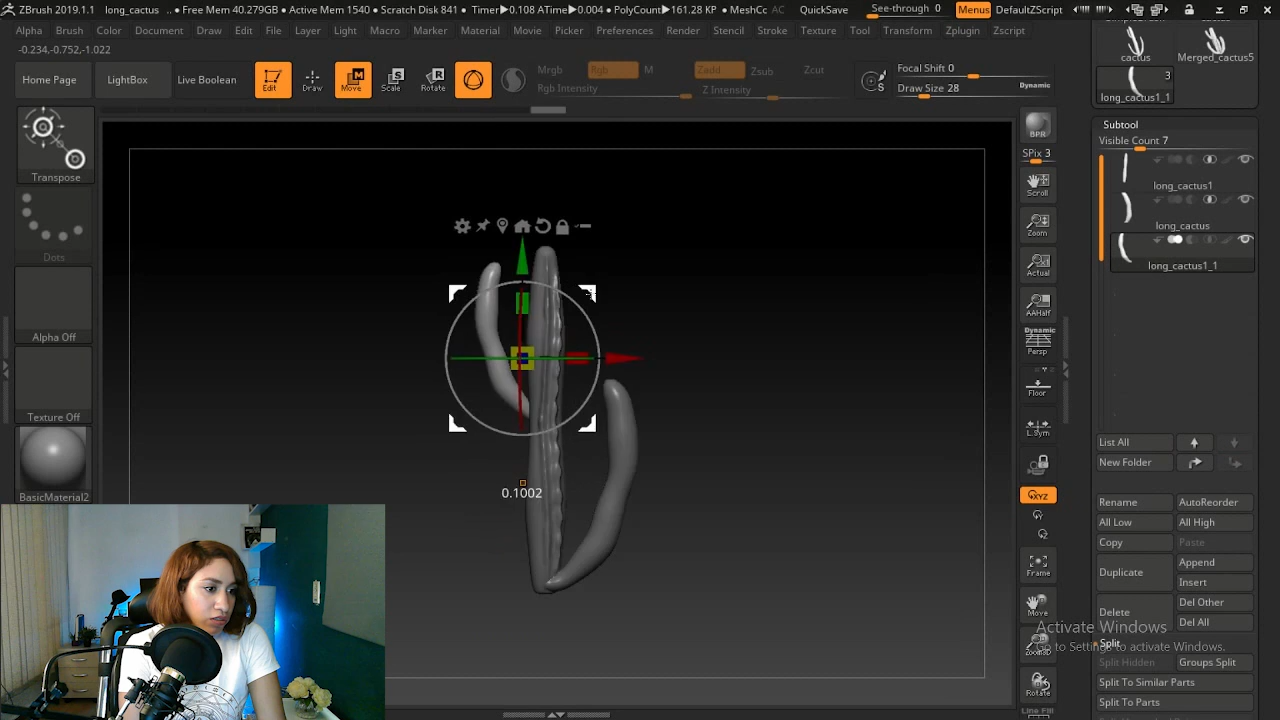 ZBrush 2019.1.1 long_cactus • Free Mem 40.279GB • Active Mem 1540 • Scratch Disk 841 • Timer▶0.108 ATime▶0.004 • PolyCount▶161.28 KP • MeshCc AC QuickSave See-through 0 Menus DefaultZScript
Alpha Brush Color Document Draw Edit File Layer Light Macro Marker Material Movie Picker Preferences Render Stencil Stroke Texture Tool Transform Zplugin Zscript
-0.234,-0.752,-1.022
cactus Merged_cactus5
Home Page LightBox Live Boolean Edit Draw Move Scale Rotate Mrgb Rgb M Zadd Zsub Zcut Focal Shift 0
Rgb Intensity Z Intensity Draw Size 28 Dynamic
3
long_cactus1_1
Transpose
Dots
Alpha Off
Texture Off
BasicMaterial2
0.1002
BPR
SPix 3
Scroll
Zoom
Actual
AAHalf
Dynamic
Persp
Floor
L.Sym
XYZ
Frame
Move
Zoom3D
Rotate
Line Fill
Subtool
Visible Count 7
long_cactus1
long_cactus
long_cactus1_1
List All
New Folder
Rename AutoReorder
All Low All High
Copy Paste
Duplicate Append
Insert
Delete Del Other
Del All
Activate Windows
Go to Settings to activate Windows.
Split
Split Hidden Groups Split
Split To Similar Parts
Split To Parts